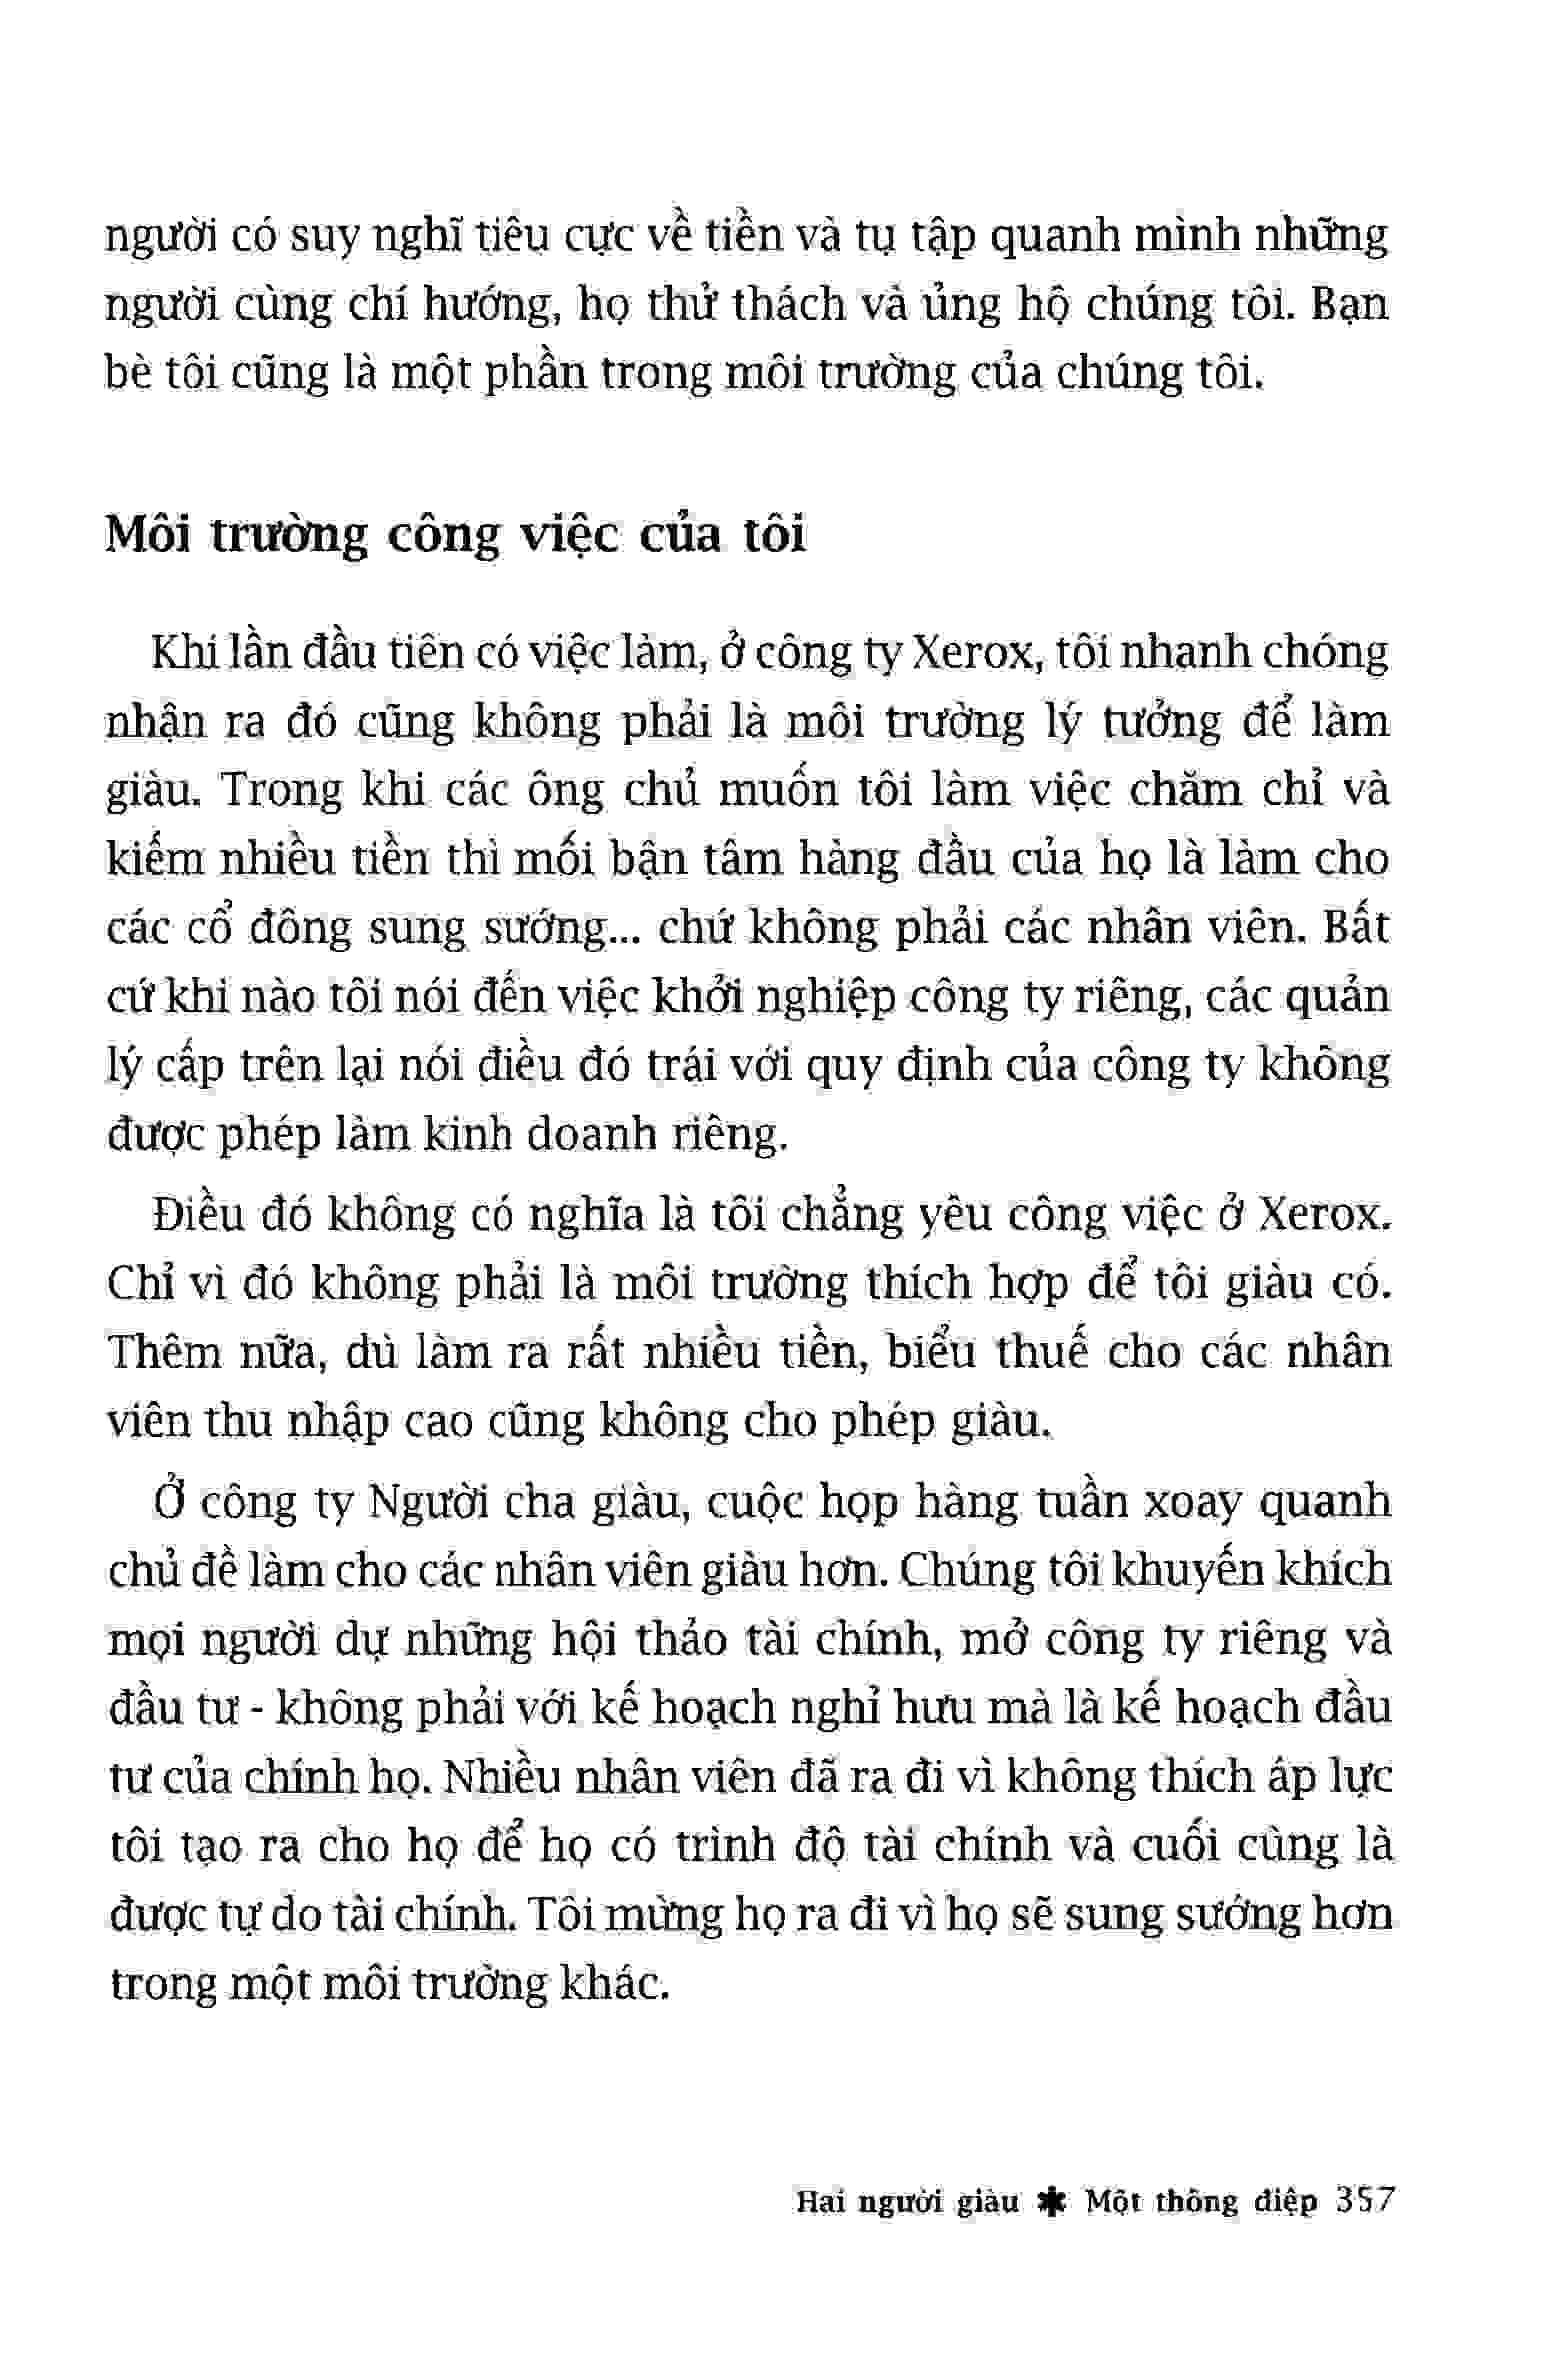 người có suy nghĩ tiêu cực về tiền và tụ tập quanh mình những
người cùng chí hướng, họ thử thách và ủng hộ chúng tôi. Bạn
bè tôi cũng là một phần trong môi trường của chúng tôi.
Môi trường công việc của tôi
Khi lần đầu tiên có việc làm, ở công ty Xerox, tôi nhanh chóng
nhận ra đó cũng không phải là môi trường lý tưởng để làm
giàu. Trong khi các ông chủ muốn tôi làm việc chăm chỉ và
kiếm nhiều tiền thì mối bận tâm hàng đầu của họ là làm cho
các cổ đông sung sướng... chứ không phải các nhân viên. Bất
cứ khi nào tôi nói đến việc khởi nghiệp công ty riêng, các quản
lý cấp trên lại nói điều đó trái với quy định của công ty không
được phép làm kinh doanh riêng.
Điều đó không có nghĩa là tôi chẳng yêu công việc ở Xerox.
Chỉ vì đó không phải là môi trường thích hợp để tôi giàu có.
Thêm nữa, dù làm ra rất nhiều tiền, biểu thuế cho các nhân
viên thu nhập cao cũng không cho phép giàu.
Ở công ty Người cha giàu, cuộc họp hàng tuần xoay quanh
chủ đề làm cho các nhân viên giàu hơn. Chúng tôi khuyến khích
mọi người dự những hội thảo tài chính, mở công ty riêng và
đầu tư - không phải với kế hoạch nghỉ hưu mà là kế hoạch đầu
tư của chính họ. Nhiều nhân viên đã ra đi vì không thích áp lực
tôi tạo ra cho họ để họ có trình độ tài chính và cuối cùng là
được tự do tài chính. Tôi mừng họ ra đi vì họ sẽ sung sướng hơn
trong một môi trường khác.
Hai người giàu ✱ Một thông điệp 357